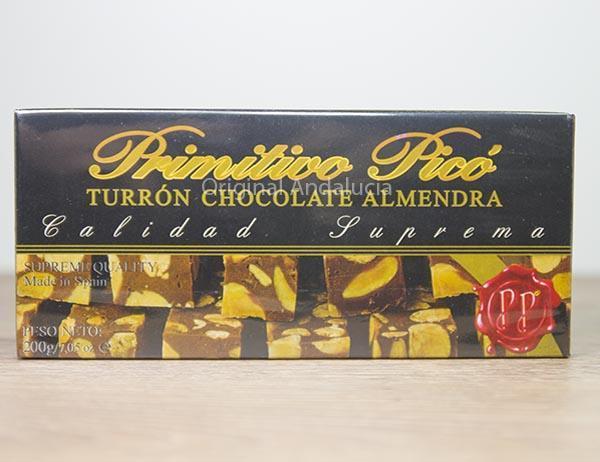 Primitivo Picó
Original Andalucia
TURRÓN CHOCOLATE ALMENDRA
Calidad Suprema
SUPREME QUALITY
Made in Spain
PESO NETO:
200g/7,05 oz ℮
PP